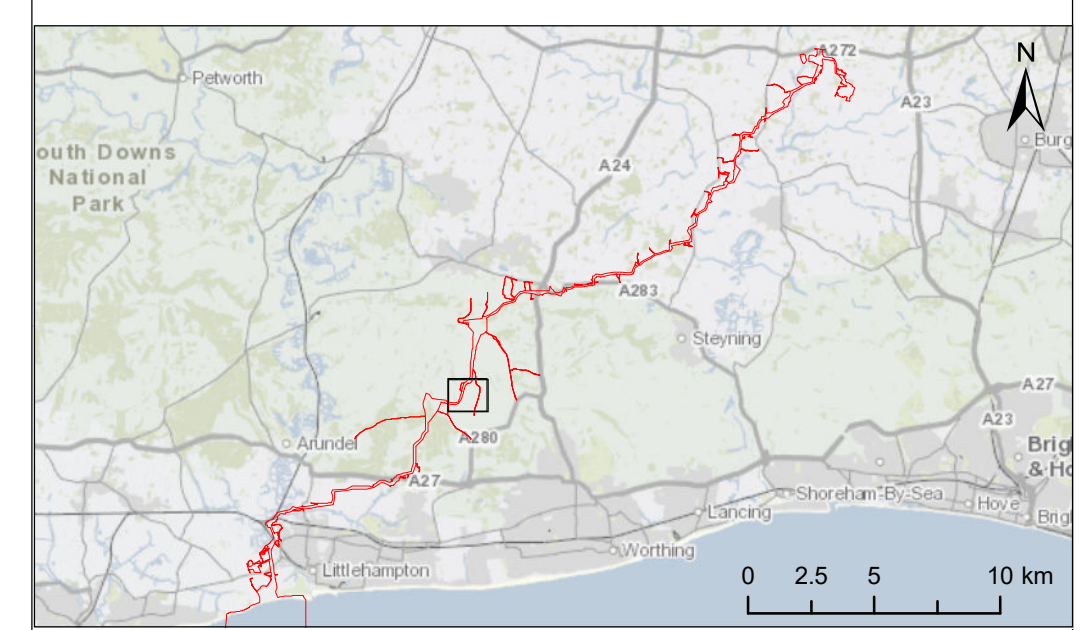 A272
N
Petworth
A23
Burg
outh Downs
National
Park
A24
A283
Steyning
A27
A23
Arundel
A280
Brig
& Ho
A27
Shoreham-By-Sea
Hove
Brig
Lancing
Worthing
Littlehampton
0 2.5 5 10 km